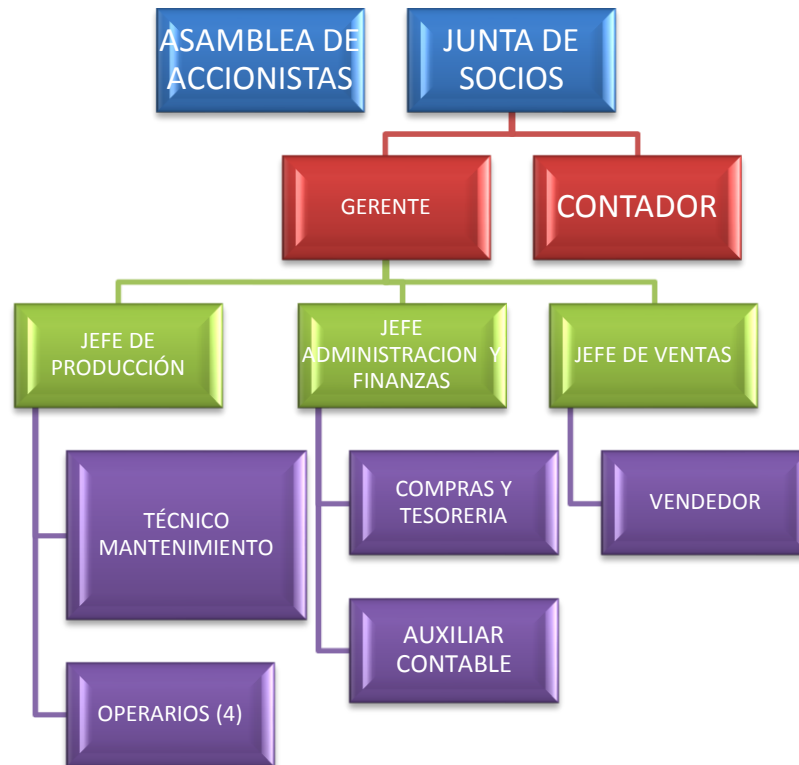 ASAMBLEA DE
ACCIONISTAS
JUNTA DE
SOCIOS
GERENTE
CONTADOR
JEFE DE
PRODUCCIÓN
JEFE
ADMINISTRACION Y
FINANZAS
JEFE DE VENTAS
TÉCNICO
MANTENIMIENTO
COMPRAS Y
TESORERIA
VENDEDOR
AUXILIAR
CONTABLE
OPERARIOS (4)